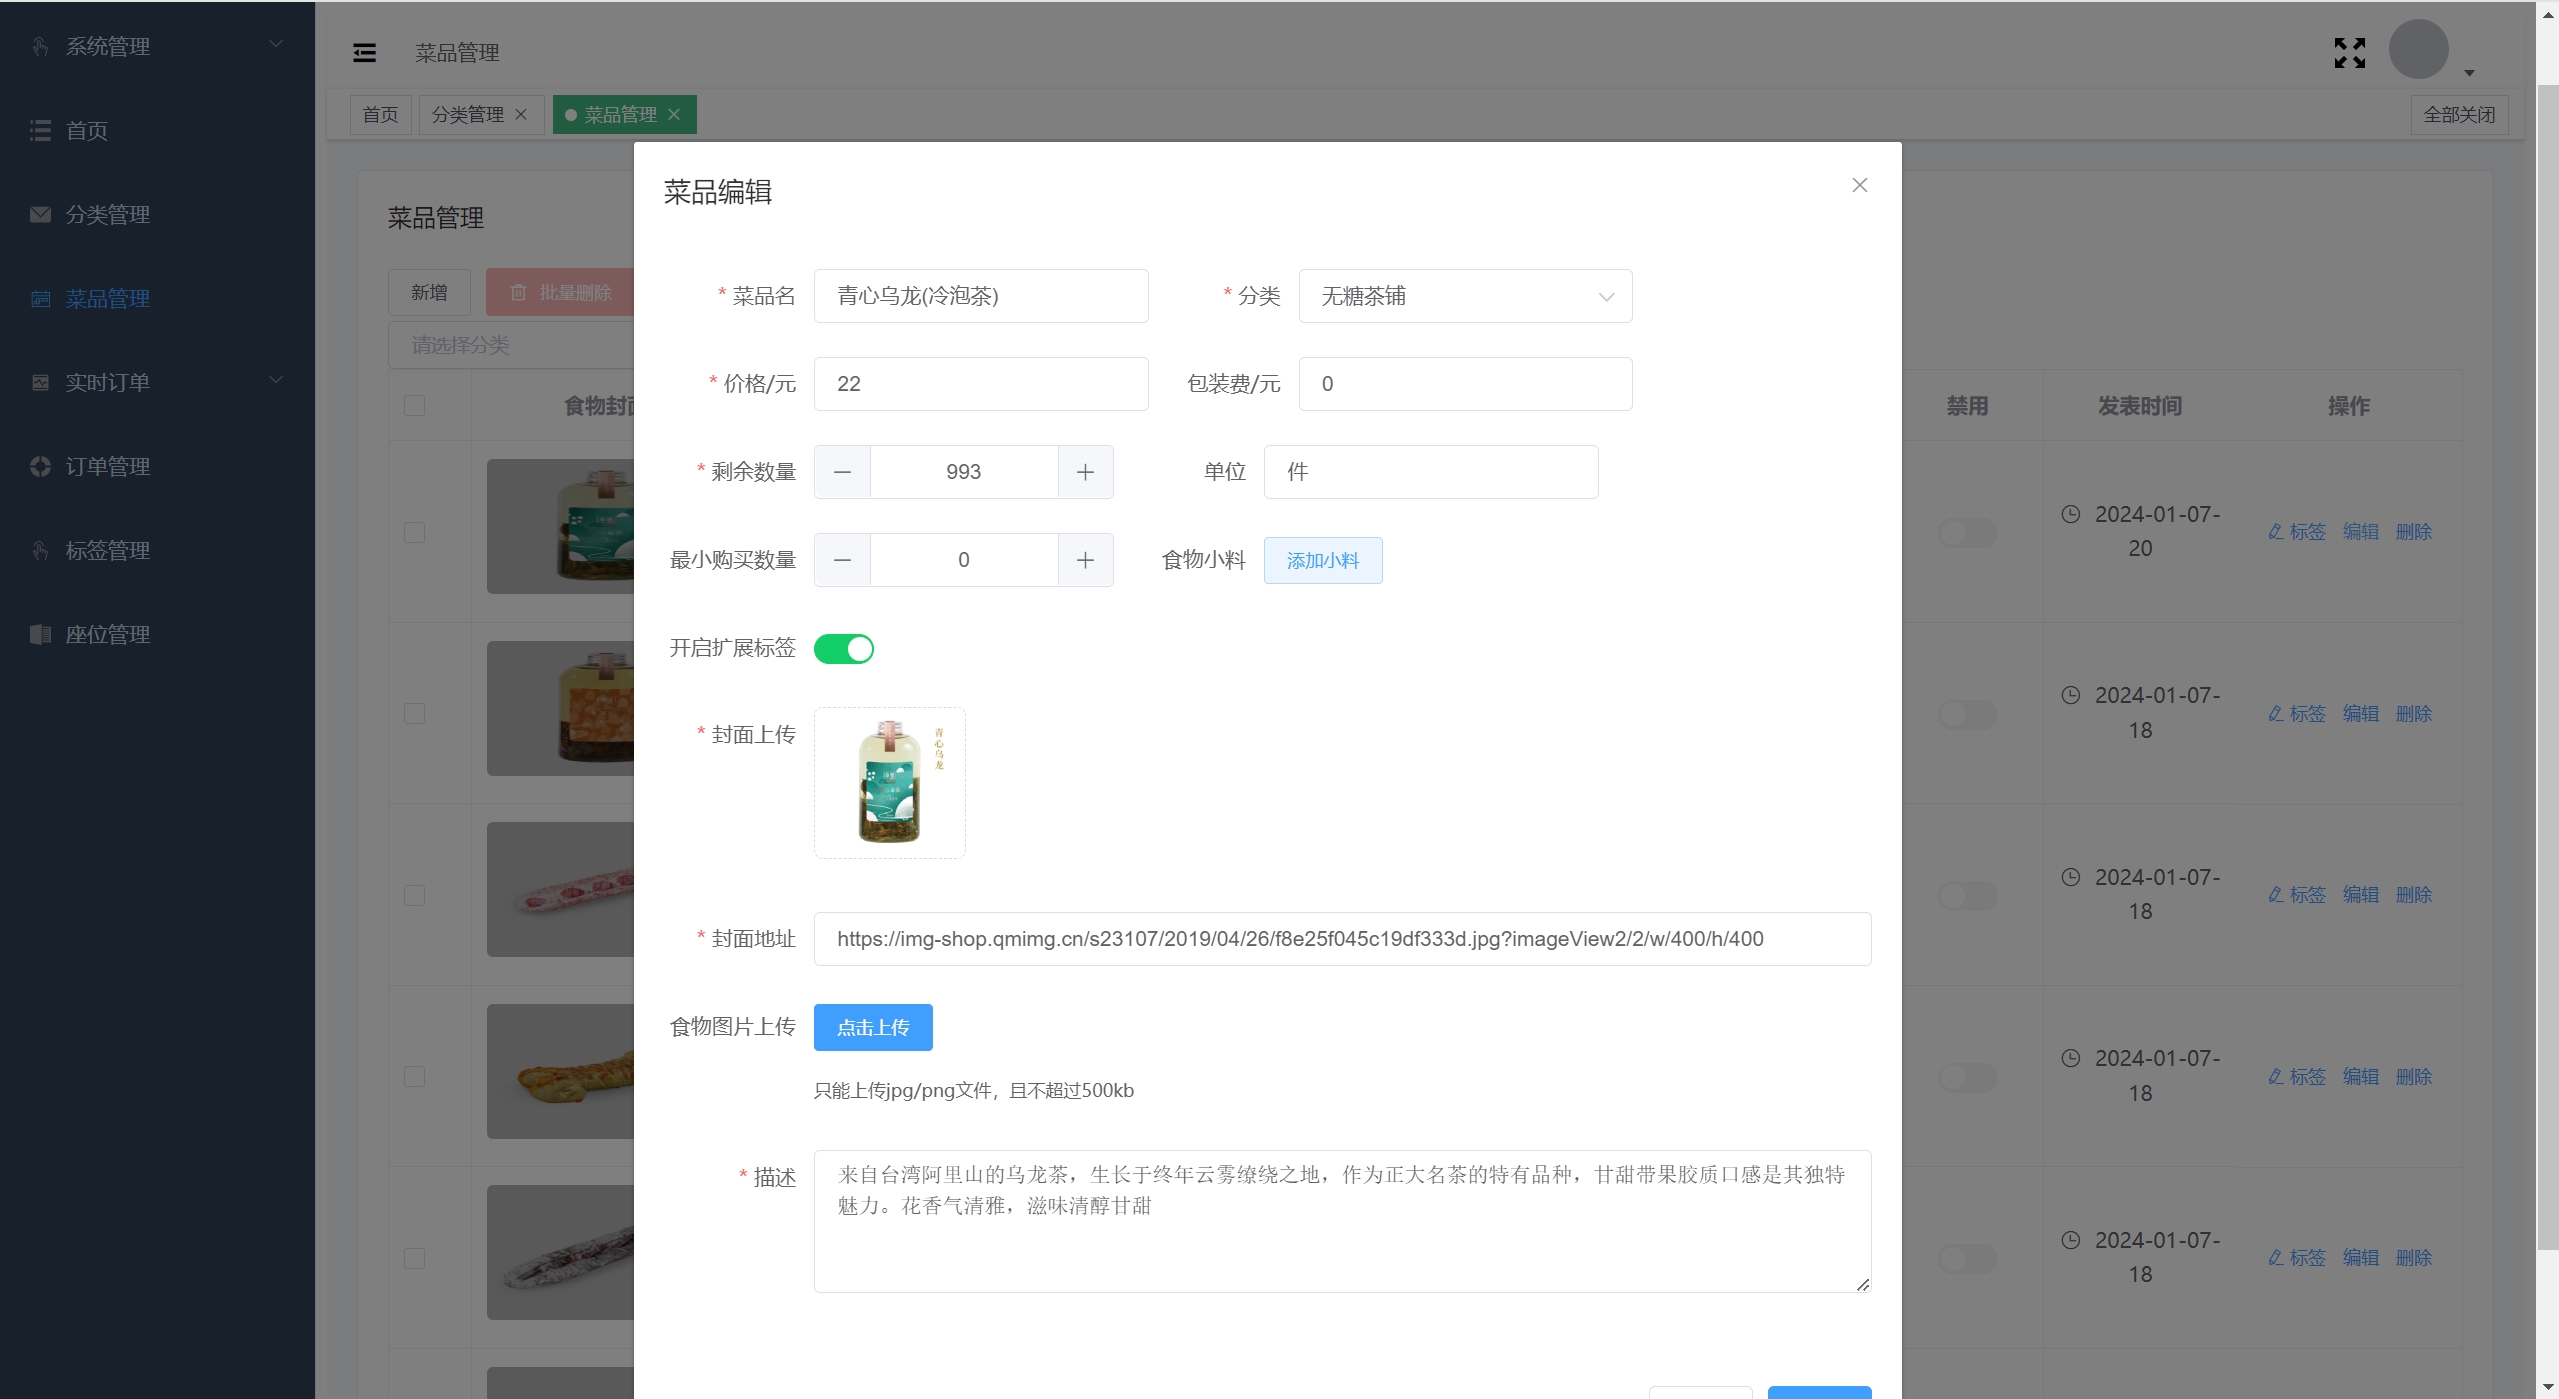 系统管理
首页
分类管理
菜品管理
实时订单
订单管理
标签管理
座位管理
菜品管理
首页
分类管理
菜品管理
全部关闭
菜品管理
新增
批量删除
请选择分类
食物封
禁用
发表时间
操作
2024-01-07-
20
标签 编辑 删除
2024-01-07-
18
标签 编辑 删除
2024-01-07-
18
标签 编辑 删除
2024-01-07-
18
标签 编辑 删除
2024-01-07-
18
标签 编辑 删除
菜品编辑
* 菜品名 青心乌龙(冷泡茶)
* 分类 无糖茶铺
* 价格/元 22
包装费/元 0
* 剩余数量 993
单位 件
最小购买数量 0
食物小料 添加小料
开启扩展标签
* 封面上传
青心乌龙
* 封面地址 https://img-shop.qmimg.cn/s23107/2019/04/26/f8e25f045c19df333d.jpg?imageView2/2/w/400/h/400
食物图片上传 点击上传
只能上传jpg/png文件，且不超过500kb
* 描述
来自台湾阿里山的乌龙茶，生长于终年云雾缭绕之地，作为正大名茶的特有品种，甘甜带果胶质口感是其独特
魅力。花香气清雅，滋味清醇甘甜